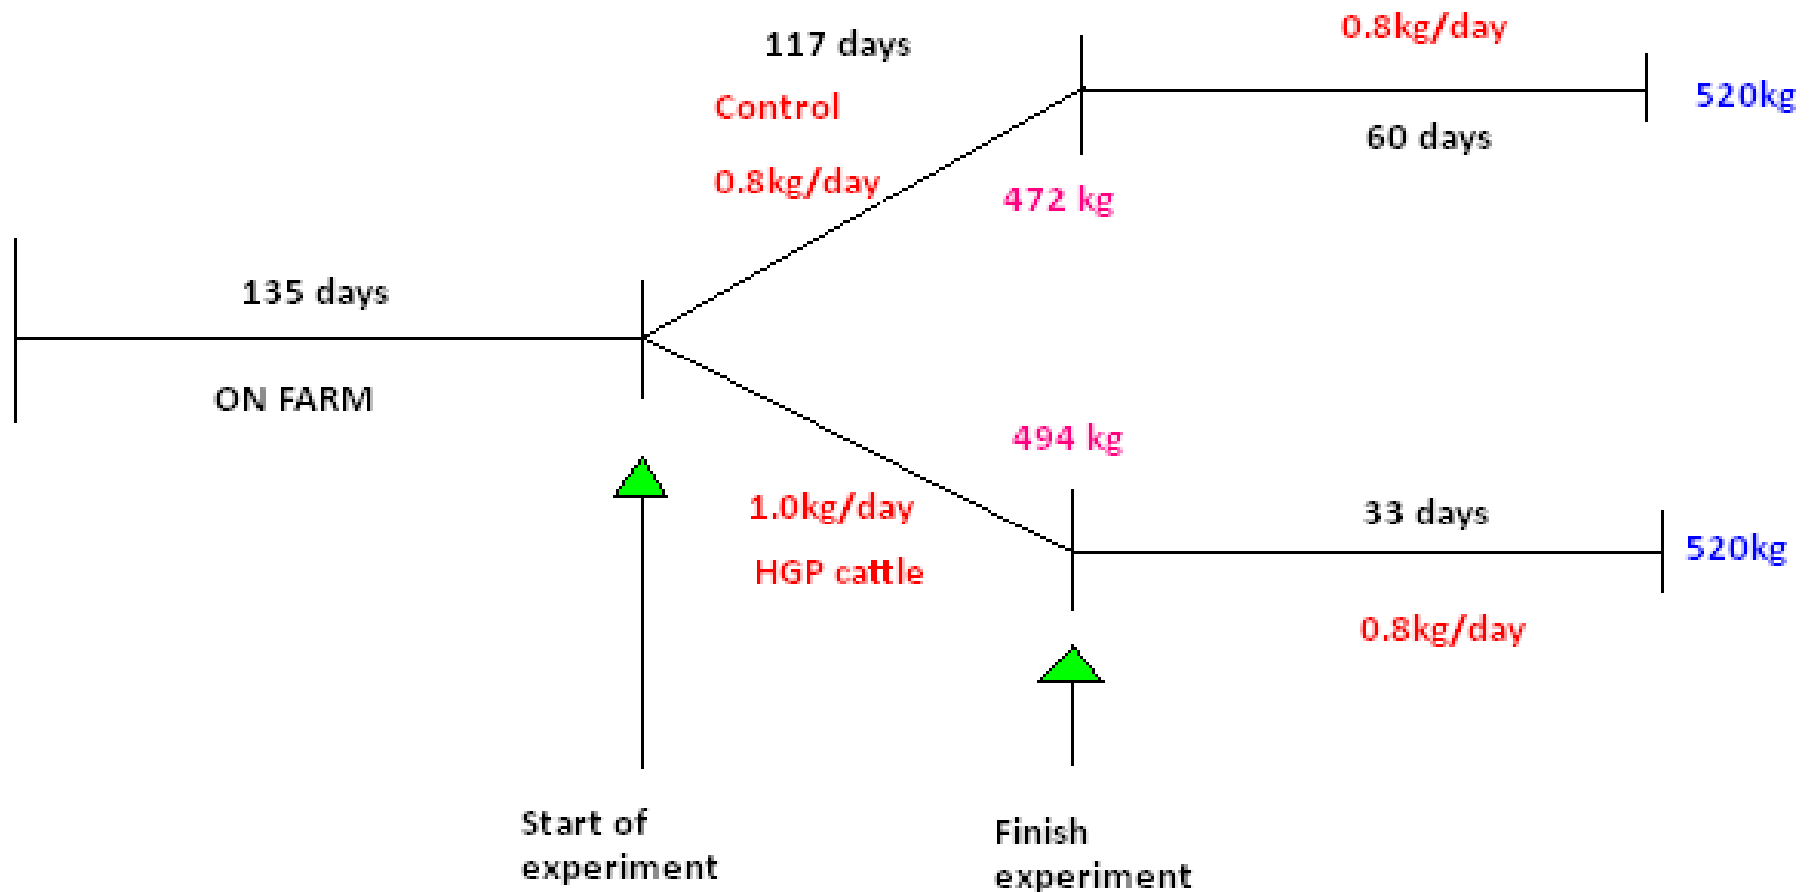 0.8kg/day
117 days
520kg
Control
60 days
0.8kg/day
472 kg
135 days
ON FARM
494 kg
1.0kg/day
33 days
520kg
HGP cattle
0.8kg/day
Start of
experiment
Finish
experiment